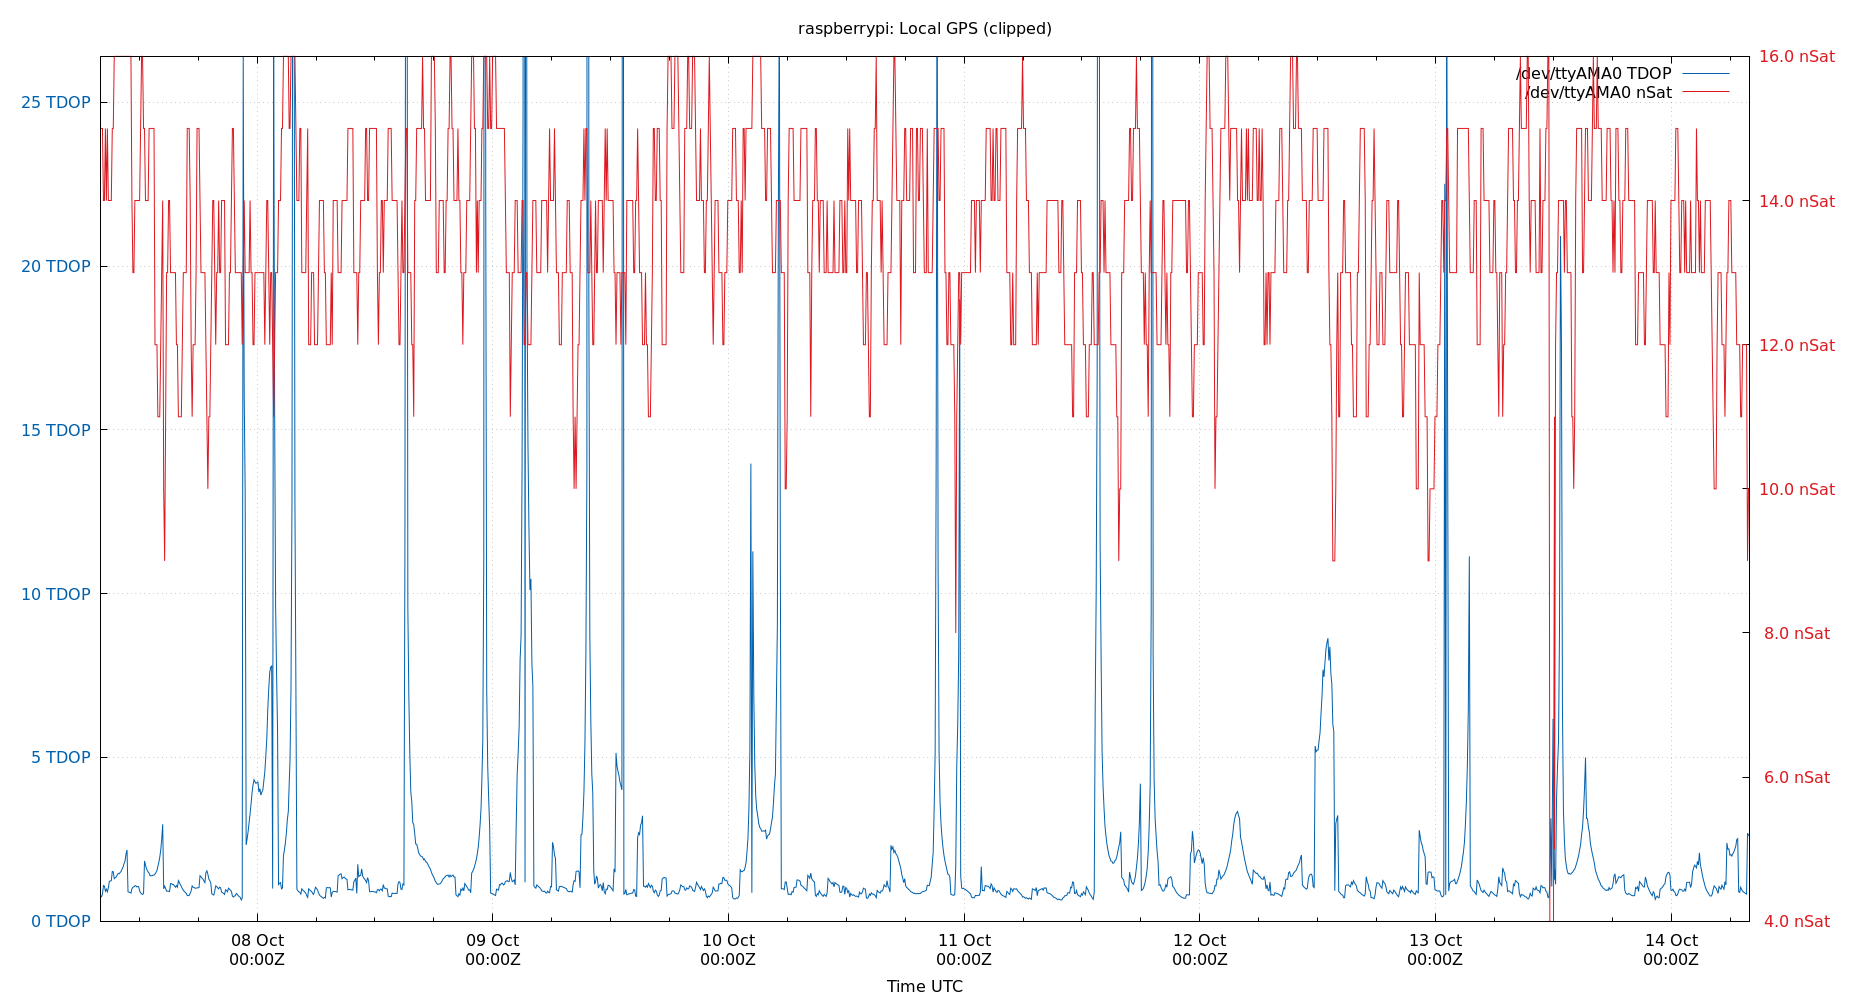 raspberrypi: Local GPS (clipped)
16.0 nSat
/dev/ttyAMA0 TDOP
/dev/ttyAMA0 nSat
25 TDOP
14.0 nSat
20 TDOP
12.0 nSat
15 TDOP
10.0 nSat
10 TDOP
8.0 nSat
5 TDOP
6.0 nSat
0 TDOP
4.0 nSat
08 Oct 09 Oct 10 Oct 11 Oct 12 Oct 13 Oct 14 Oct
00:00Z 00:00Z 00:00Z 00:00Z 00:00Z 00:00Z 00:00Z
Time UTC